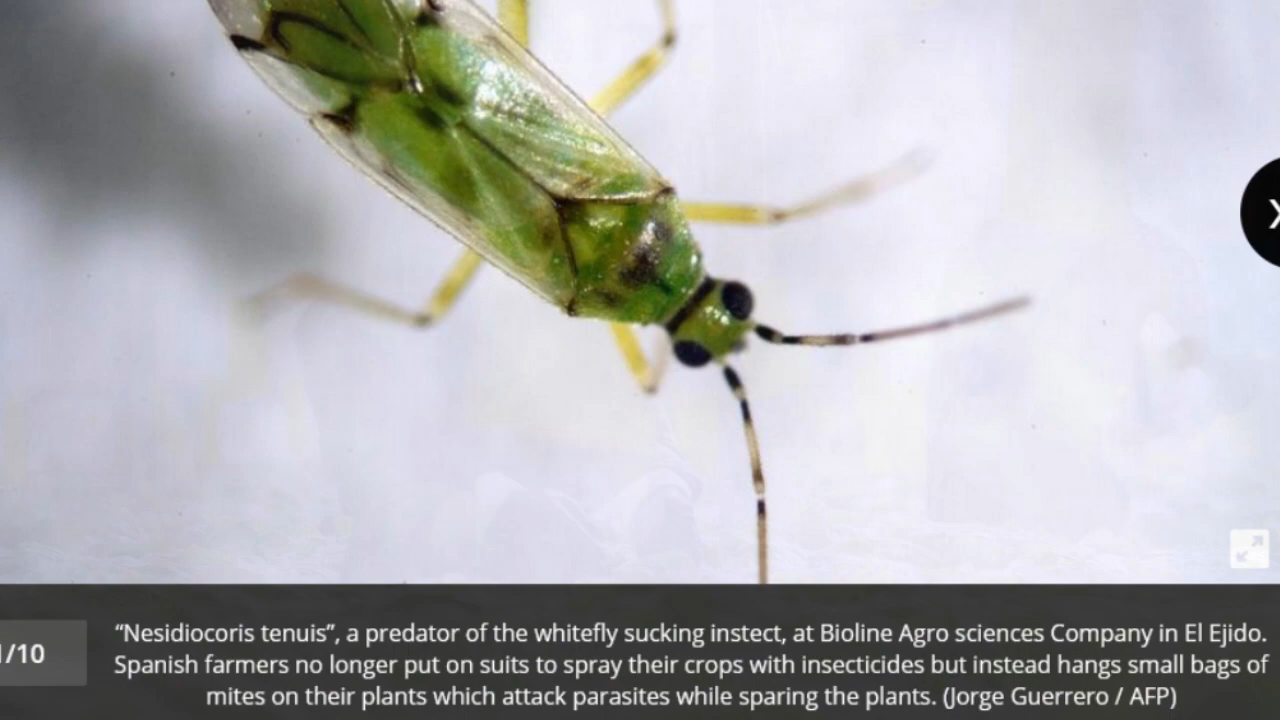 “Nesidiocoris tenuis”, a predator of the whitefly sucking instect, at Bioline Agro sciences Company in El Ejido.
/10 Spanish farmers no longer put on suits to spray their crops with insecticides but instead hangs small bags of
mites on their plants which attack parasites while sparing the plants. (Jorge Guerrero / AFP)